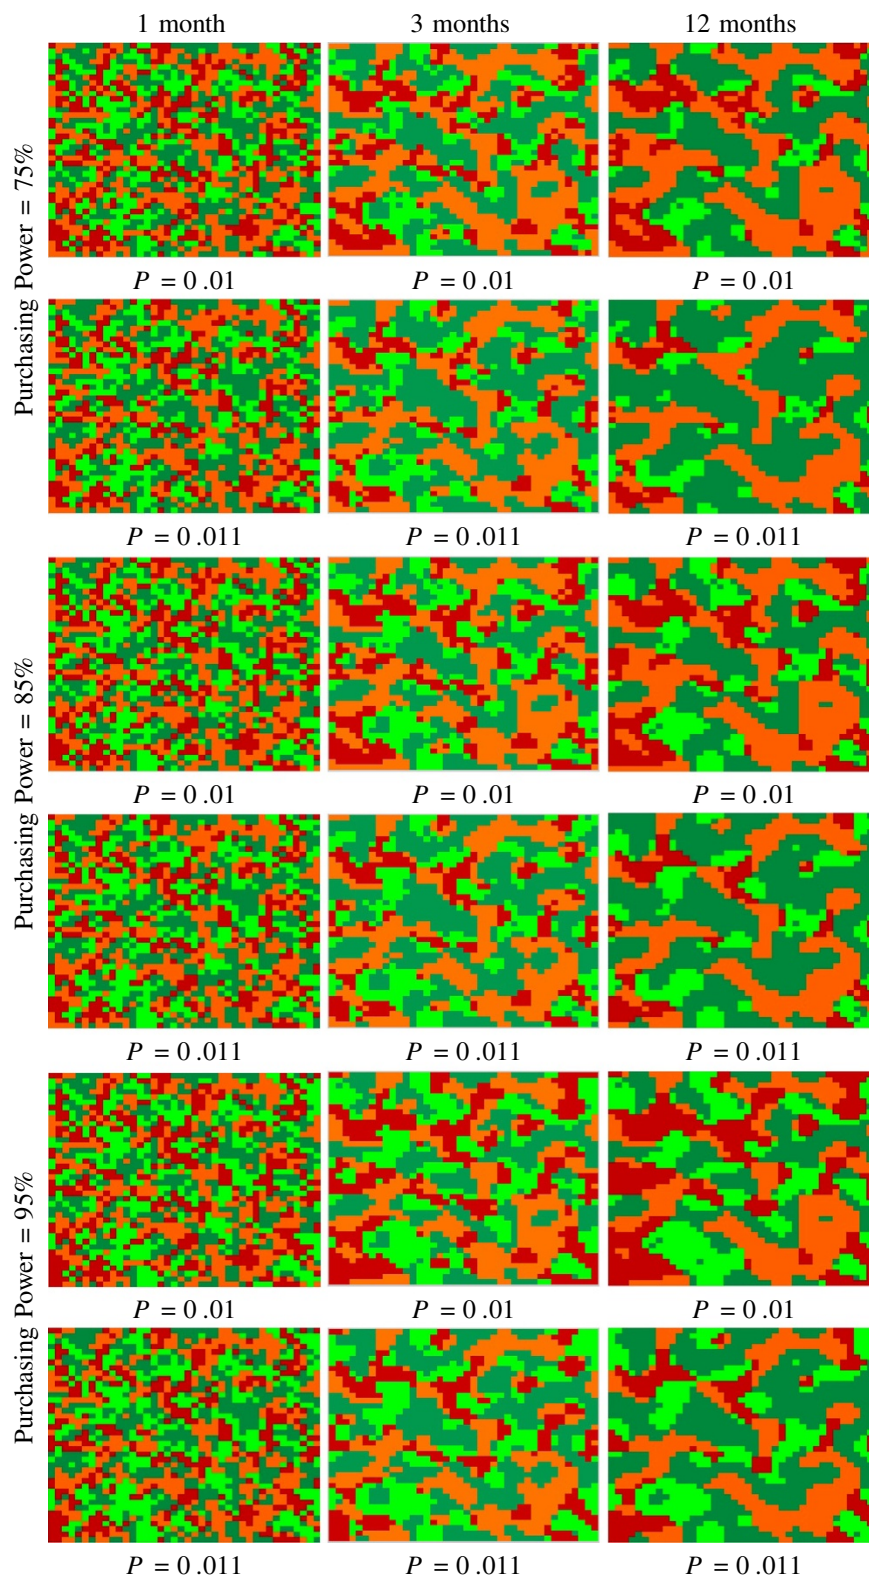 1 month 3 months 12 months
Purchasing Power = 75%
P = 0.01 P = 0.01 P = 0.01
P = 0.011 P = 0.011 P = 0.011
Purchasing Power = 85%
P = 0.01 P = 0.01 P = 0.01
P = 0.011 P = 0.011 P = 0.011
Purchasing Power = 95%
P = 0.01 P = 0.01 P = 0.01
P = 0.011 P = 0.011 P = 0.011